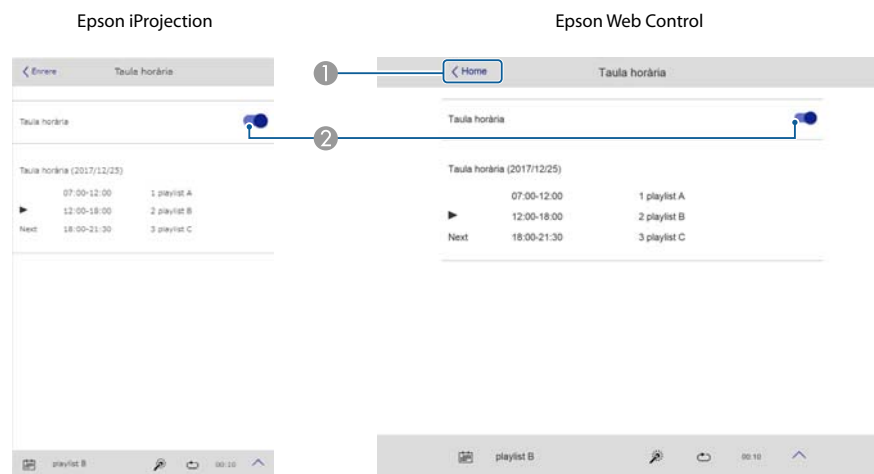 Epson iProjection
Enrere Taula horària
Taula horària
Taula horària (2017/12/25)
07:00-12:00 1 playlist A
12:00-18:00 2 playlist B
Next 18:00-21:30 3 playlist C
playlist B 00:10
Epson Web Control
1
Home Taula horària
2
Taula horària
Taula horària (2017/12/25)
07:00-12:00 1 playlist A
12:00-18:00 2 playlist B
Next 18:00-21:30 3 playlist C
playlist B 00:10